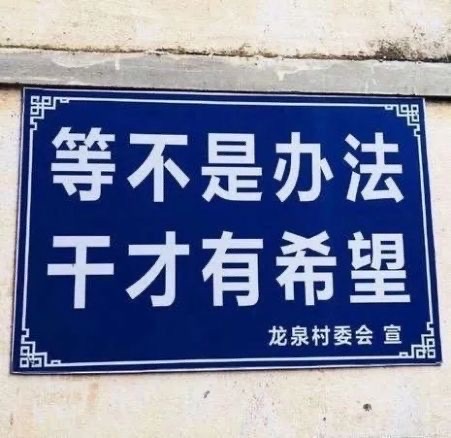 等不是办法
干才有希望
龙泉村委会 宣